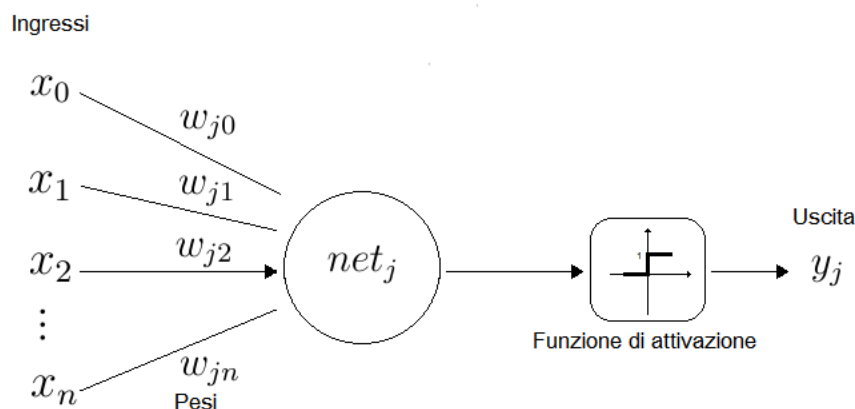 Ingressi
x0
wj0
x1
wj1
x2
wj2
⋮
xn
wjn
Pesi
netj
1
Funzione di attivazione
Uscita
yj